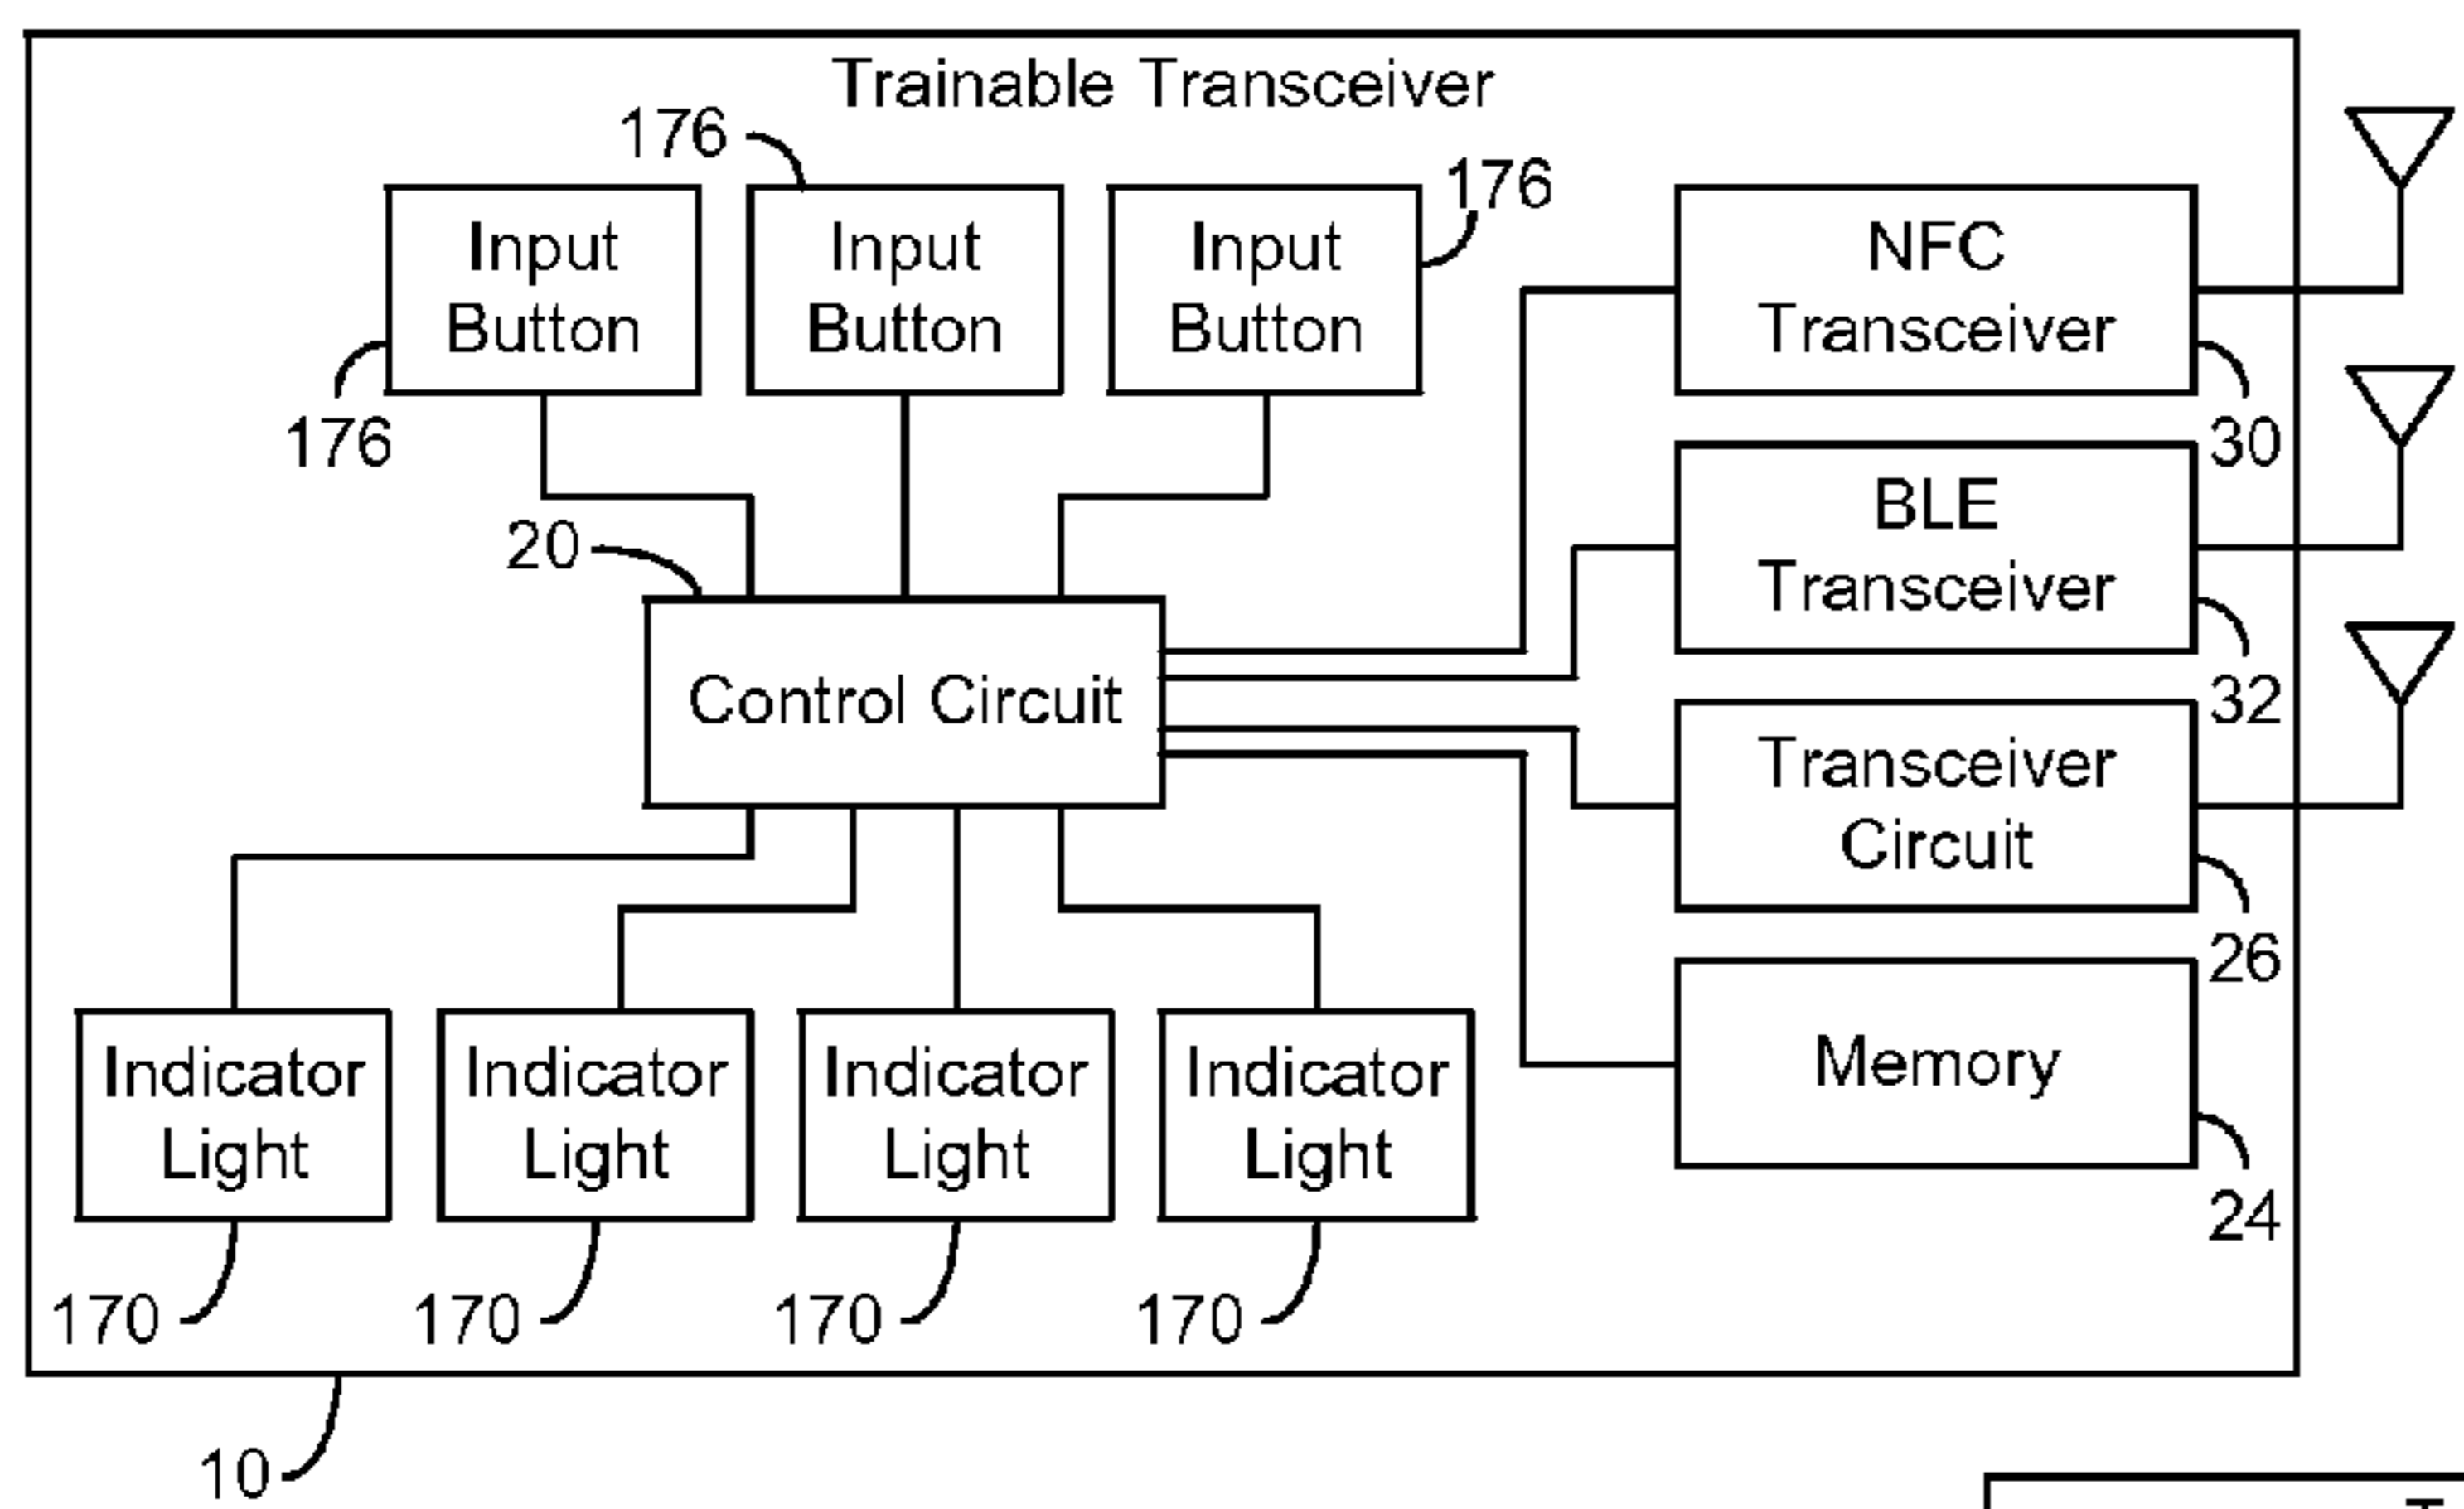 Trainable Transceiver
176
176
Input
Button
Input
Button
Input
Button
176
NFC
Transceiver
30
20
BLE
Transceiver
32
Control Circuit
Transceiver
Circuit
26
Indicator
Light
Indicator
Light
Indicator
Light
Indicator
Light
Memory
24
170
170
170
170
10